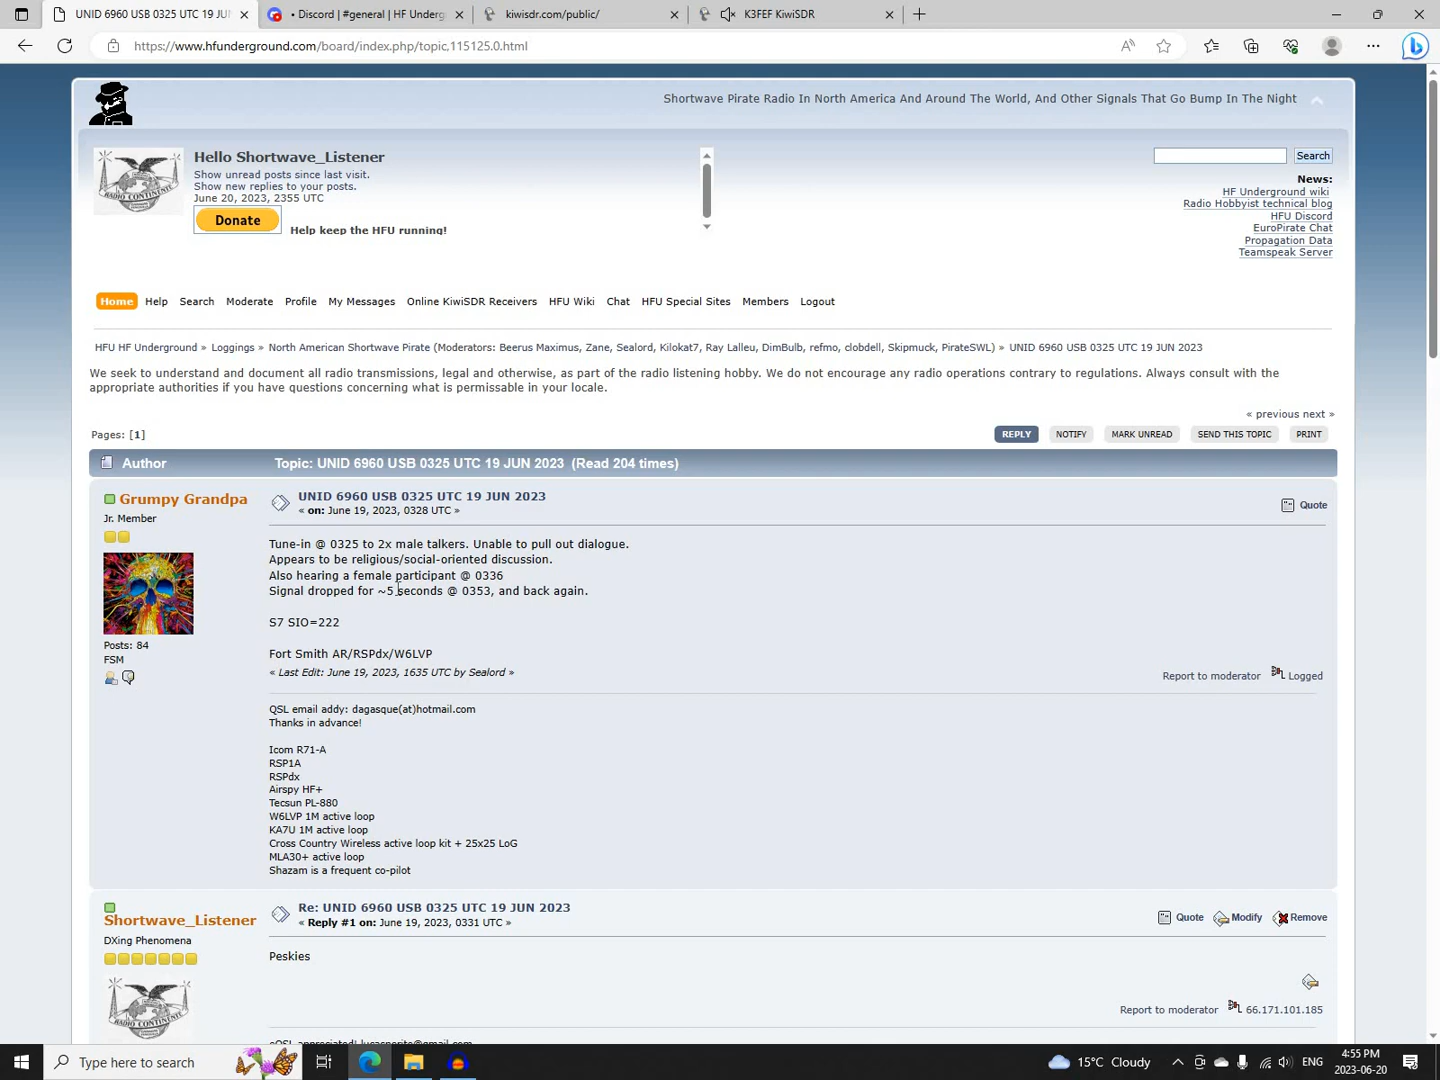 UNID 6960 USB 0325 UTC 19 JUN
• Discord | #general | HF Underg
kiwisdr.com/public/
K3FEF KiwiSDR
https://www.hfunderground.com/board/index.php/topic,115125.0.html
Shortwave Pirate Radio In North America And Around The World, And Other Signals That Go Bump In The Night
Hello Shortwave_Listener
Show unread posts since last visit.
Show new replies to your posts.
June 20, 2023, 2355 UTC
Donate
Help keep the HFU running!
Search
News:
HF Underground wiki
Radio Hobbyist technical blog
HFU Discord
EuroPirate Chat
Propagation Data
Teamspeak Server
Home Help Search Moderate Profile My Messages Online KiwiSDR Receivers HFU Wiki Chat HFU Special Sites Members Logout
HFU HF Underground » Loggings » North American Shortwave Pirate (Moderators: Beerus Maximus, Zane, Sealord, Kilokat7, Ray Lalleu, DimBulb, refmo, clobdell, Skipmuck, PirateSWL) » UNID 6960 USB 0325 UTC 19 JUN 2023
We seek to understand and document all radio transmissions, legal and otherwise, as part of the radio listening hobby. We do not encourage any radio operations contrary to regulations. Always consult with the
appropriate authorities if you have questions concerning what is permissable in your locale.
« previous next »
Pages: [1]
REPLY NOTIFY MARK UNREAD SEND THIS TOPIC PRINT
Author Topic: UNID 6960 USB 0325 UTC 19 JUN 2023 (Read 204 times)
Grumpy Grandpa
Jr. Member
Posts: 84
FSM
UNID 6960 USB 0325 UTC 19 JUN 2023
« on: June 19, 2023, 0328 UTC »
Quote
Tune-in @ 0325 to 2x male talkers. Unable to pull out dialogue.
Appears to be religious/social-oriented discussion.
Also hearing a female participant @ 0336
Signal dropped for ~5 seconds @ 0353, and back again.
S7 SIO=222
Fort Smith AR/RSPdx/W6LVP
« Last Edit: June 19, 2023, 1635 UTC by Sealord »
Report to moderator Logged
QSL email addy: dagasque(at)hotmail.com
Thanks in advance!
Icom R71-A
RSP1A
RSPdx
Airspy HF+
Tecsun PL-880
W6LVP 1M active loop
KA7U 1M active loop
Cross Country Wireless active loop kit + 25x25 LoG
MLA30+ active loop
Shazam is a frequent co-pilot
Shortwave_Listener
DXing Phenomena
Re: UNID 6960 USB 0325 UTC 19 JUN 2023
« Reply #1 on: June 19, 2023, 0331 UTC »
Quote Modify Remove
Peskies
Report to moderator 66.171.101.185
Type here to search
15°C Cloudy
ENG
4:55 PM
2023-06-20